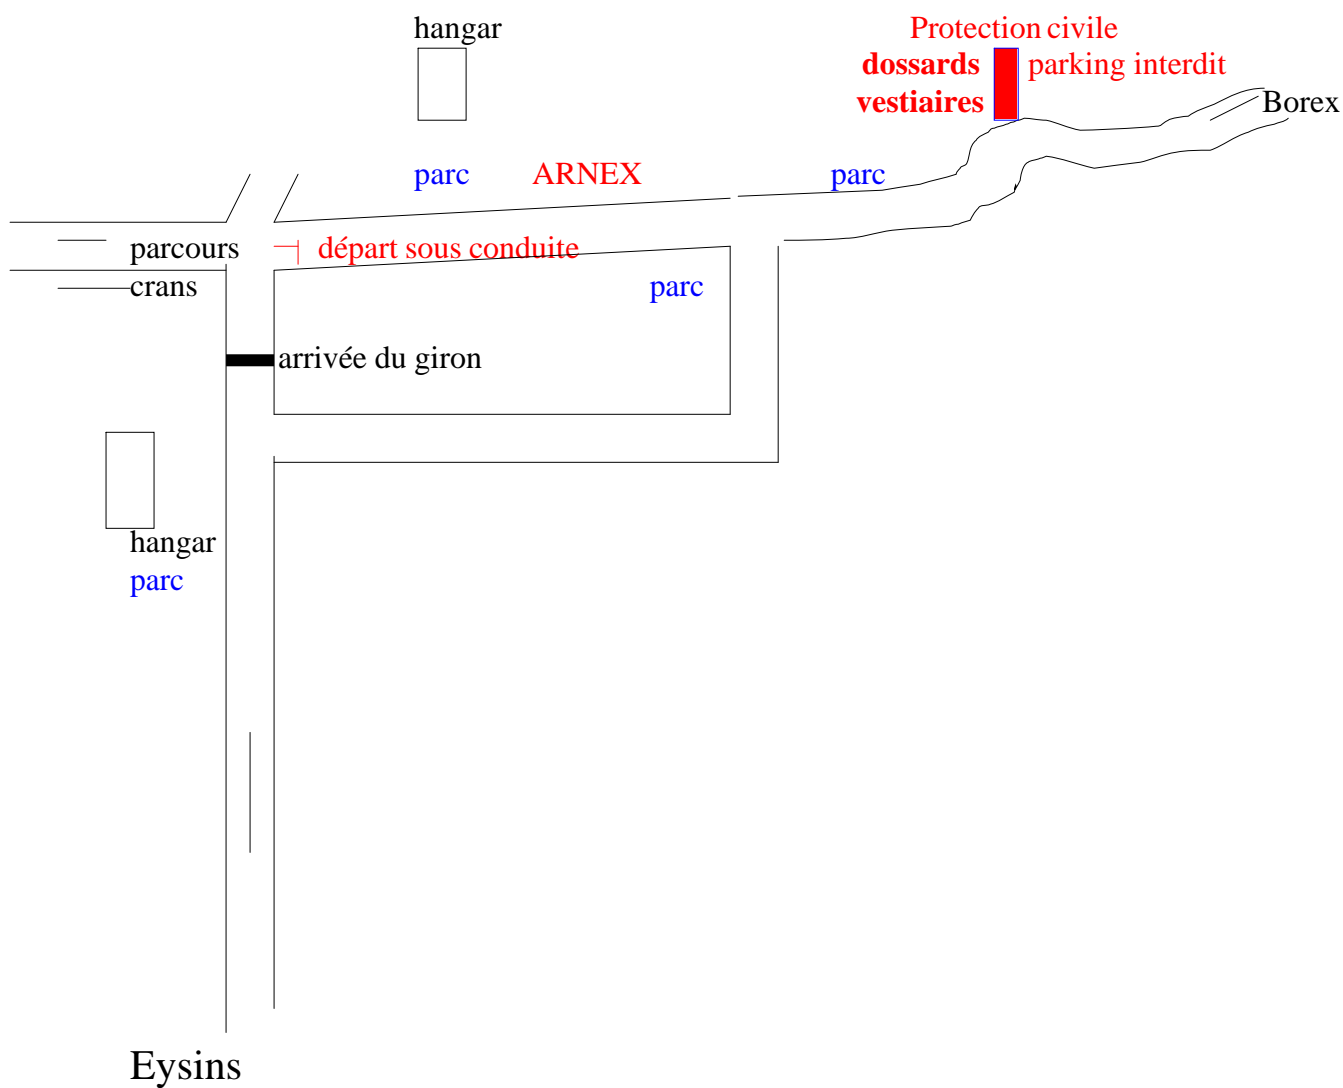 hangar
Protection civile
dossards
parking interdit
vestiaires
Borex
parc
ARNEX
parc
parcours
départ sous conduite
crans
parc
arrivée du giron
hangar
parc
Eysins